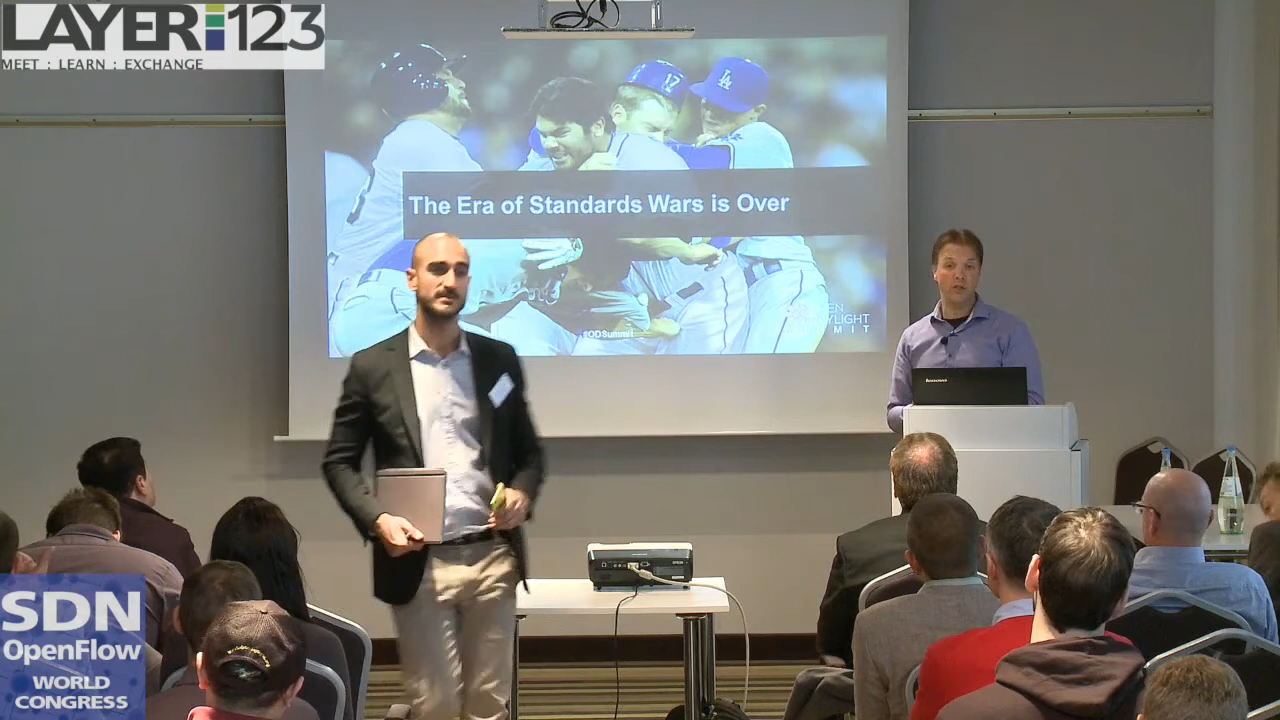 LAYER123
MEET : LEARN : EXCHANGE
17
LA
The Era of Standards Wars is Over
#ODSummit
lenovo
EPSON
SDN
OpenFlow
WORLD
CONGRESS